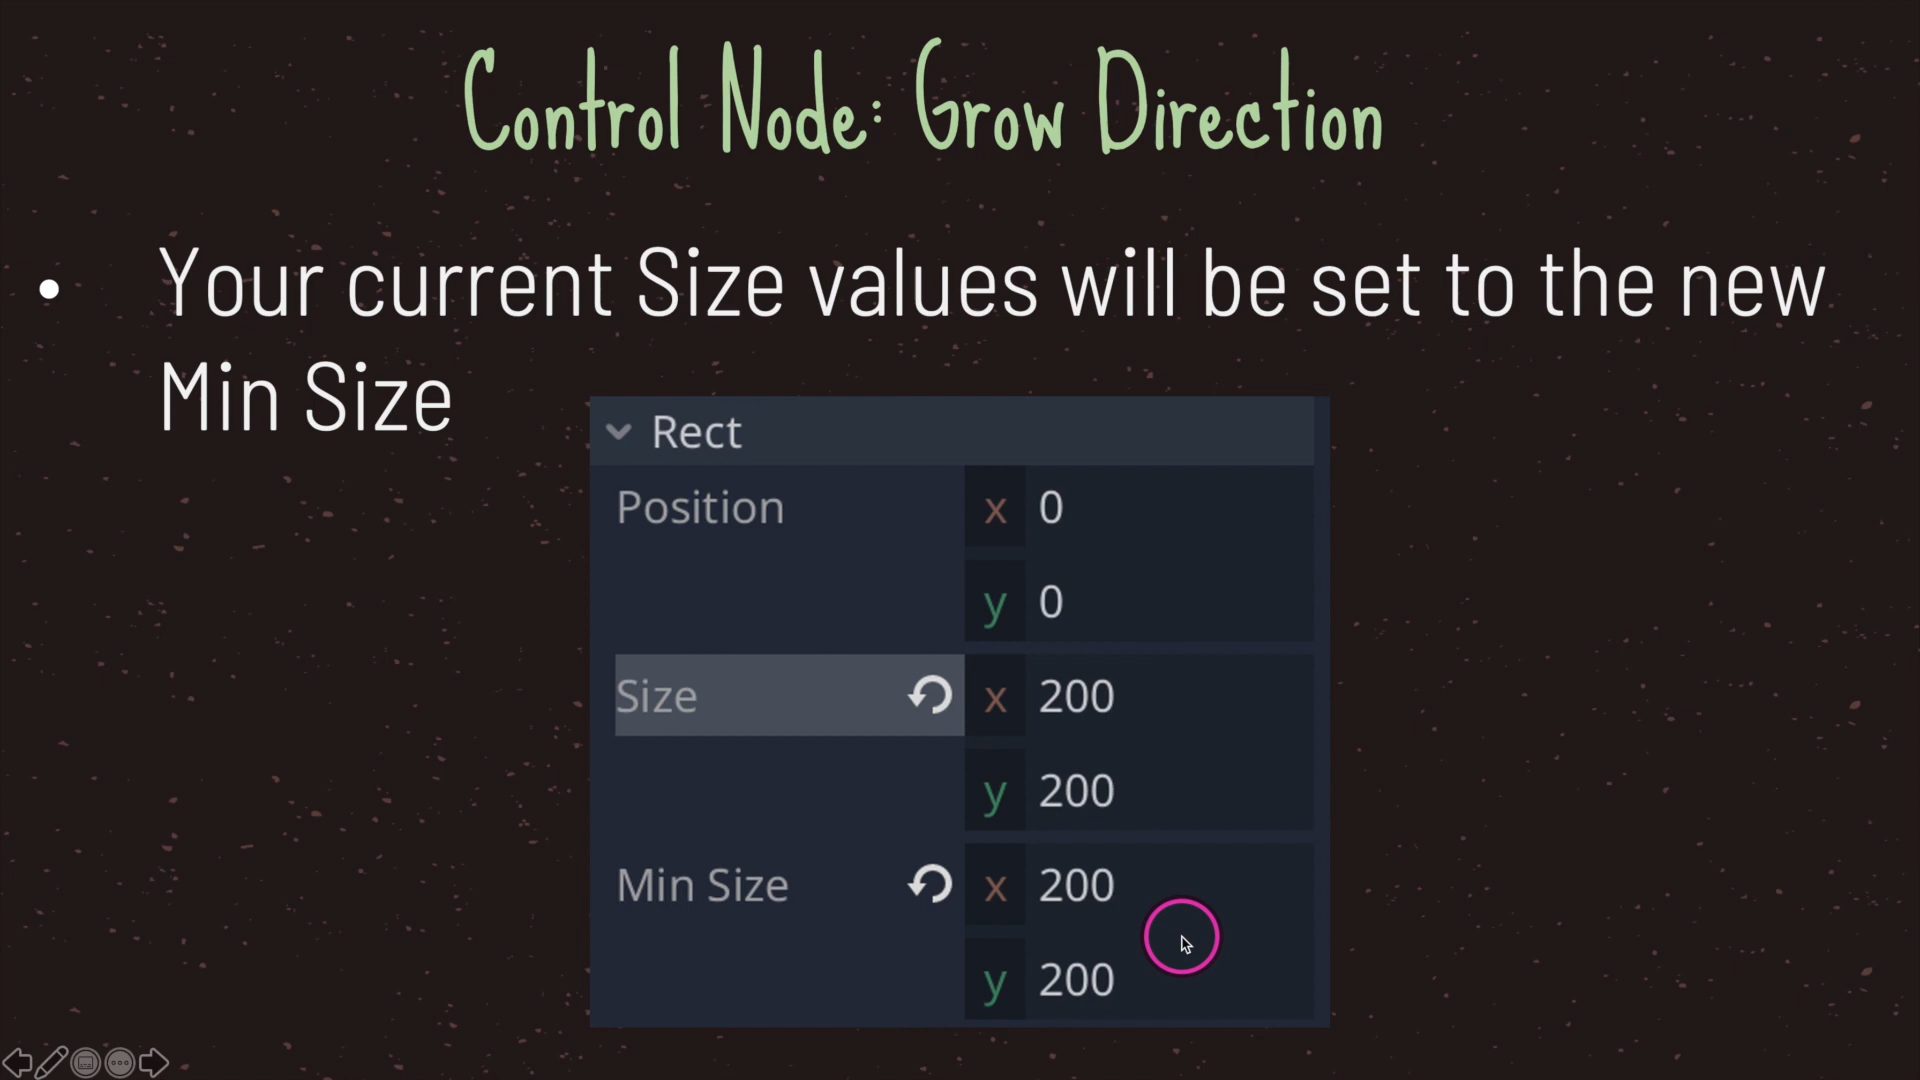 Control Node: Grow Direction
• Your current Size values will be set to the new
Min Size
Rect
Position x 0
y 0
Size x 200
y 200
Min Size x 200
y 200